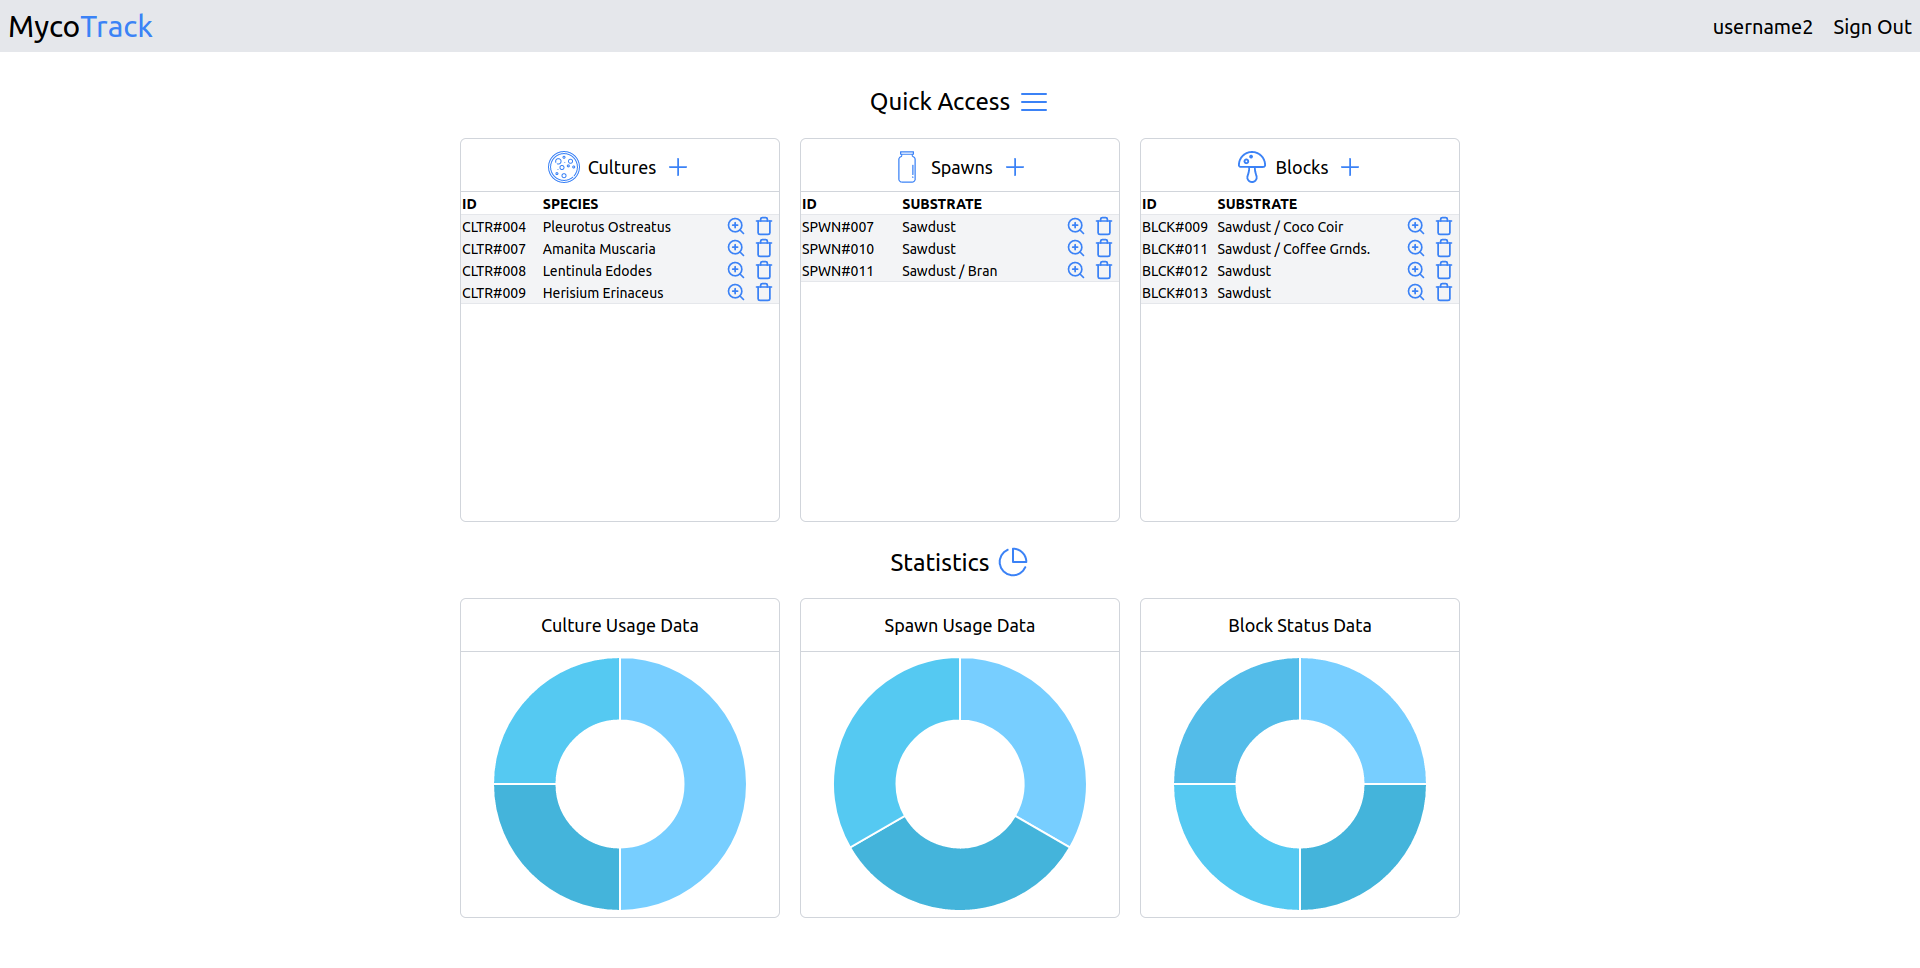 MycoTrack
username2 Sign Out
Quick Access
Cultures
ID SPECIES
CLTR#004 Pleurotus Ostreatus
CLTR#007 Amanita Muscaria
CLTR#008 Lentinula Edodes
CLTR#009 Herisium Erinaceus
Spawns
ID SUBSTRATE
SPWN#007 Sawdust
SPWN#010 Sawdust
SPWN#011 Sawdust / Bran
Blocks
ID SUBSTRATE
BLCK#009 Sawdust / Coco Coir
BLCK#011 Sawdust / Coffee Grnds.
BLCK#012 Sawdust
BLCK#013 Sawdust
Statistics
Culture Usage Data
Spawn Usage Data
Block Status Data